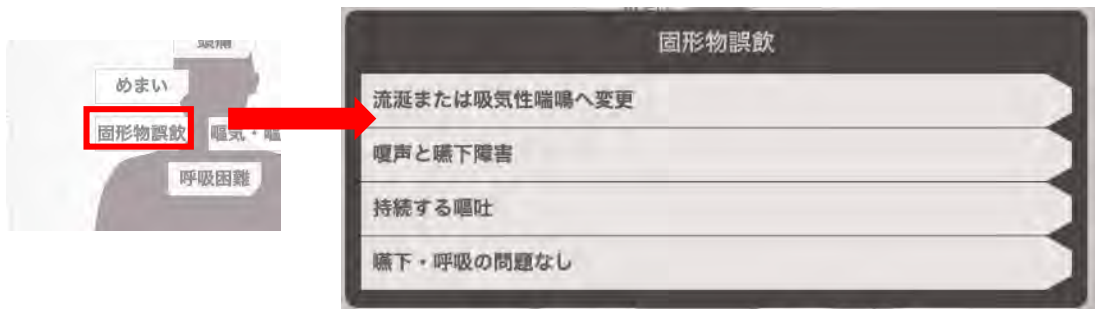 めまい
固形物誤飲
呼吸困難
固形物誤飲
流涎または吸気性喘鳴へ変更
嗄声と嚥下障害
持続する嘔吐
嚥下・呼吸の問題なし